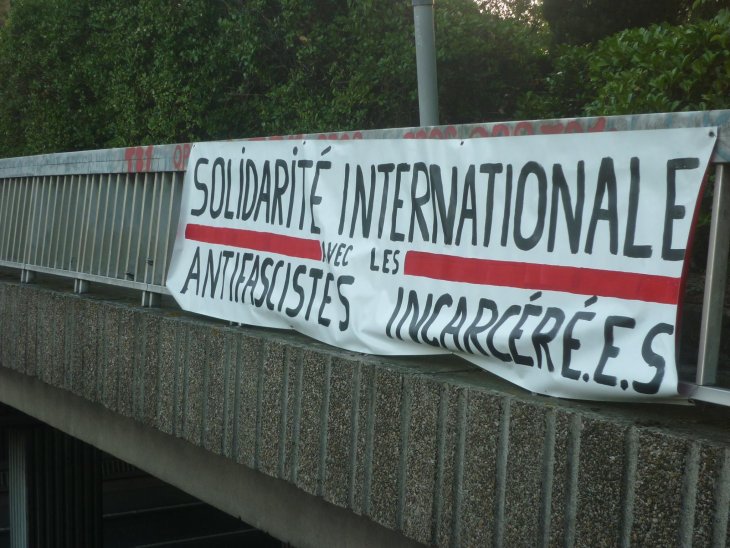 SOLIDARITÉ INTERNATIONALE
AVEC LES
ANTIFASCISTES INCARCÉRÉ.E.S